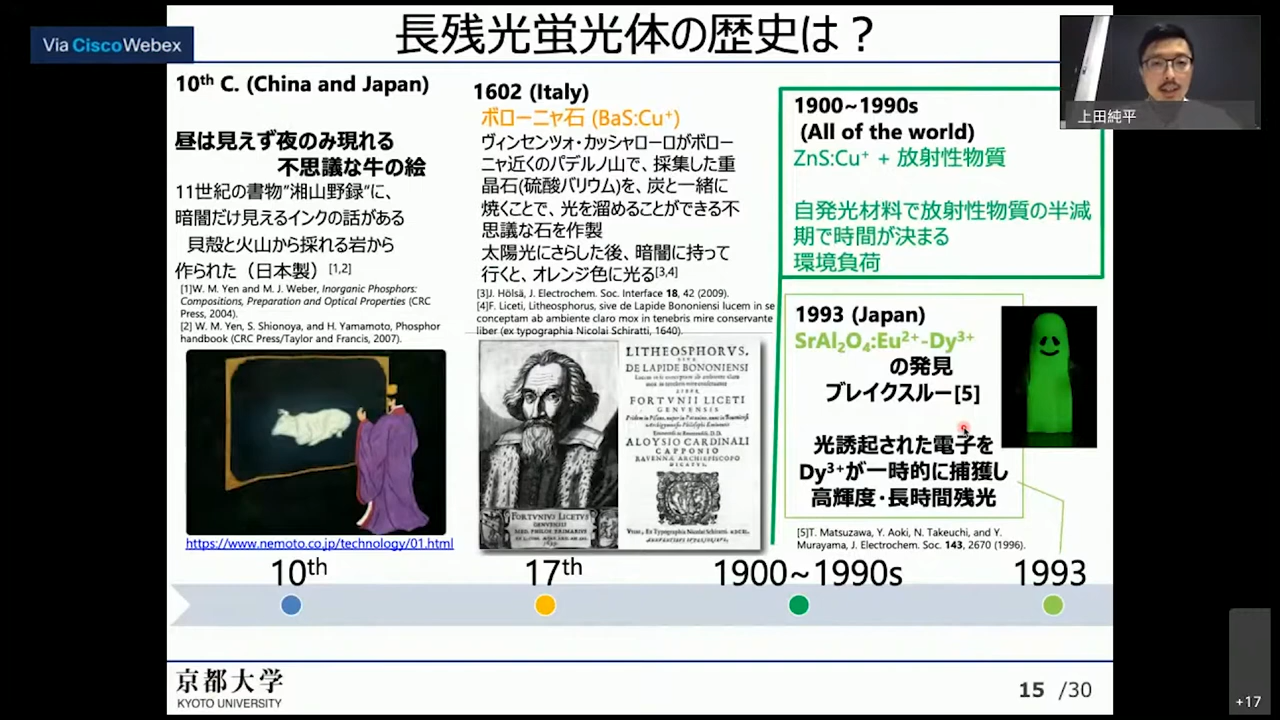 Via Cisco Webex
長残光蛍光体の歴史は？
上田純平
10th C. (China and Japan)
昼は見えず夜のみ現れる
不思議な牛の絵
11世紀の書物"湘山野録"に、
暗闇だけ見えるインクの話がある
貝殻と火山から採れる岩から
作られた（日本製）[1,2]
[1]W. M. Yen and M. J. Weber, Inorganic Phosphors:
Compositions, Preparation and Optical Properties (CRC
Press, 2004).
[2] W. M. Yen, S. Shionoya, and H. Yamamoto, Phosphor
handbook (CRC Press/Taylor and Francis, 2007).
https://www.nemoto.co.jp/technology/01.html
1602 (Italy)
ボローニャ石 (BaS:Cu+)
ヴィンセンツォ・カッシャローロがボロー
ニャ近くのパデルノ山で、採集した重
晶石(硫酸バリウム)を、炭と一緒に
焼くことで、光を溜めることができる不
思議な石を作製
太陽光にさらした後、暗闇に持って
行くと、オレンジ色に光る[3,4]
[3]J. Hölsä, J. Electrochem. Soc. Interface 18, 42 (2009).
[4]F. Liceti, Litheosphorus, sive de Lapide Bononiensi lucem in se
conceptam ab ambiente claro mox in tenebris mire conservante
liber (ex typographia Nicolai Schiratti, 1640).
FORTVNIVS LICETVS
GENVENSIS
LITHEOSPHORVS,
SIVE
DE LAPIDE BONONIENSI
LIBER
FORTVNII LICETI
GENVENSIS
ALOYSIO CARDINALI
CAPPONIO
RAVENNÆ ARCHIEPISCOPO
DICATVS.
1900~1990s
(All of the world)
ZnS:Cu+ + 放射性物質
自発光材料で放射性物質の半減
期で時間が決まる
環境負荷
1993 (Japan)
SrAl2O4:Eu2+-Dy3+
の発見
ブレイクスルー[5]
光誘起された電子を
Dy3+が一時的に捕獲し
高輝度・長時間残光
[5]T. Matsuzawa, Y. Aoki, N. Takeuchi, and Y.
Murayama, J. Electrochem. Soc. 143, 2670 (1996).
10th
17th
1900~1990s
1993
京都大学
KYOTO UNIVERSITY
15 /30
+17